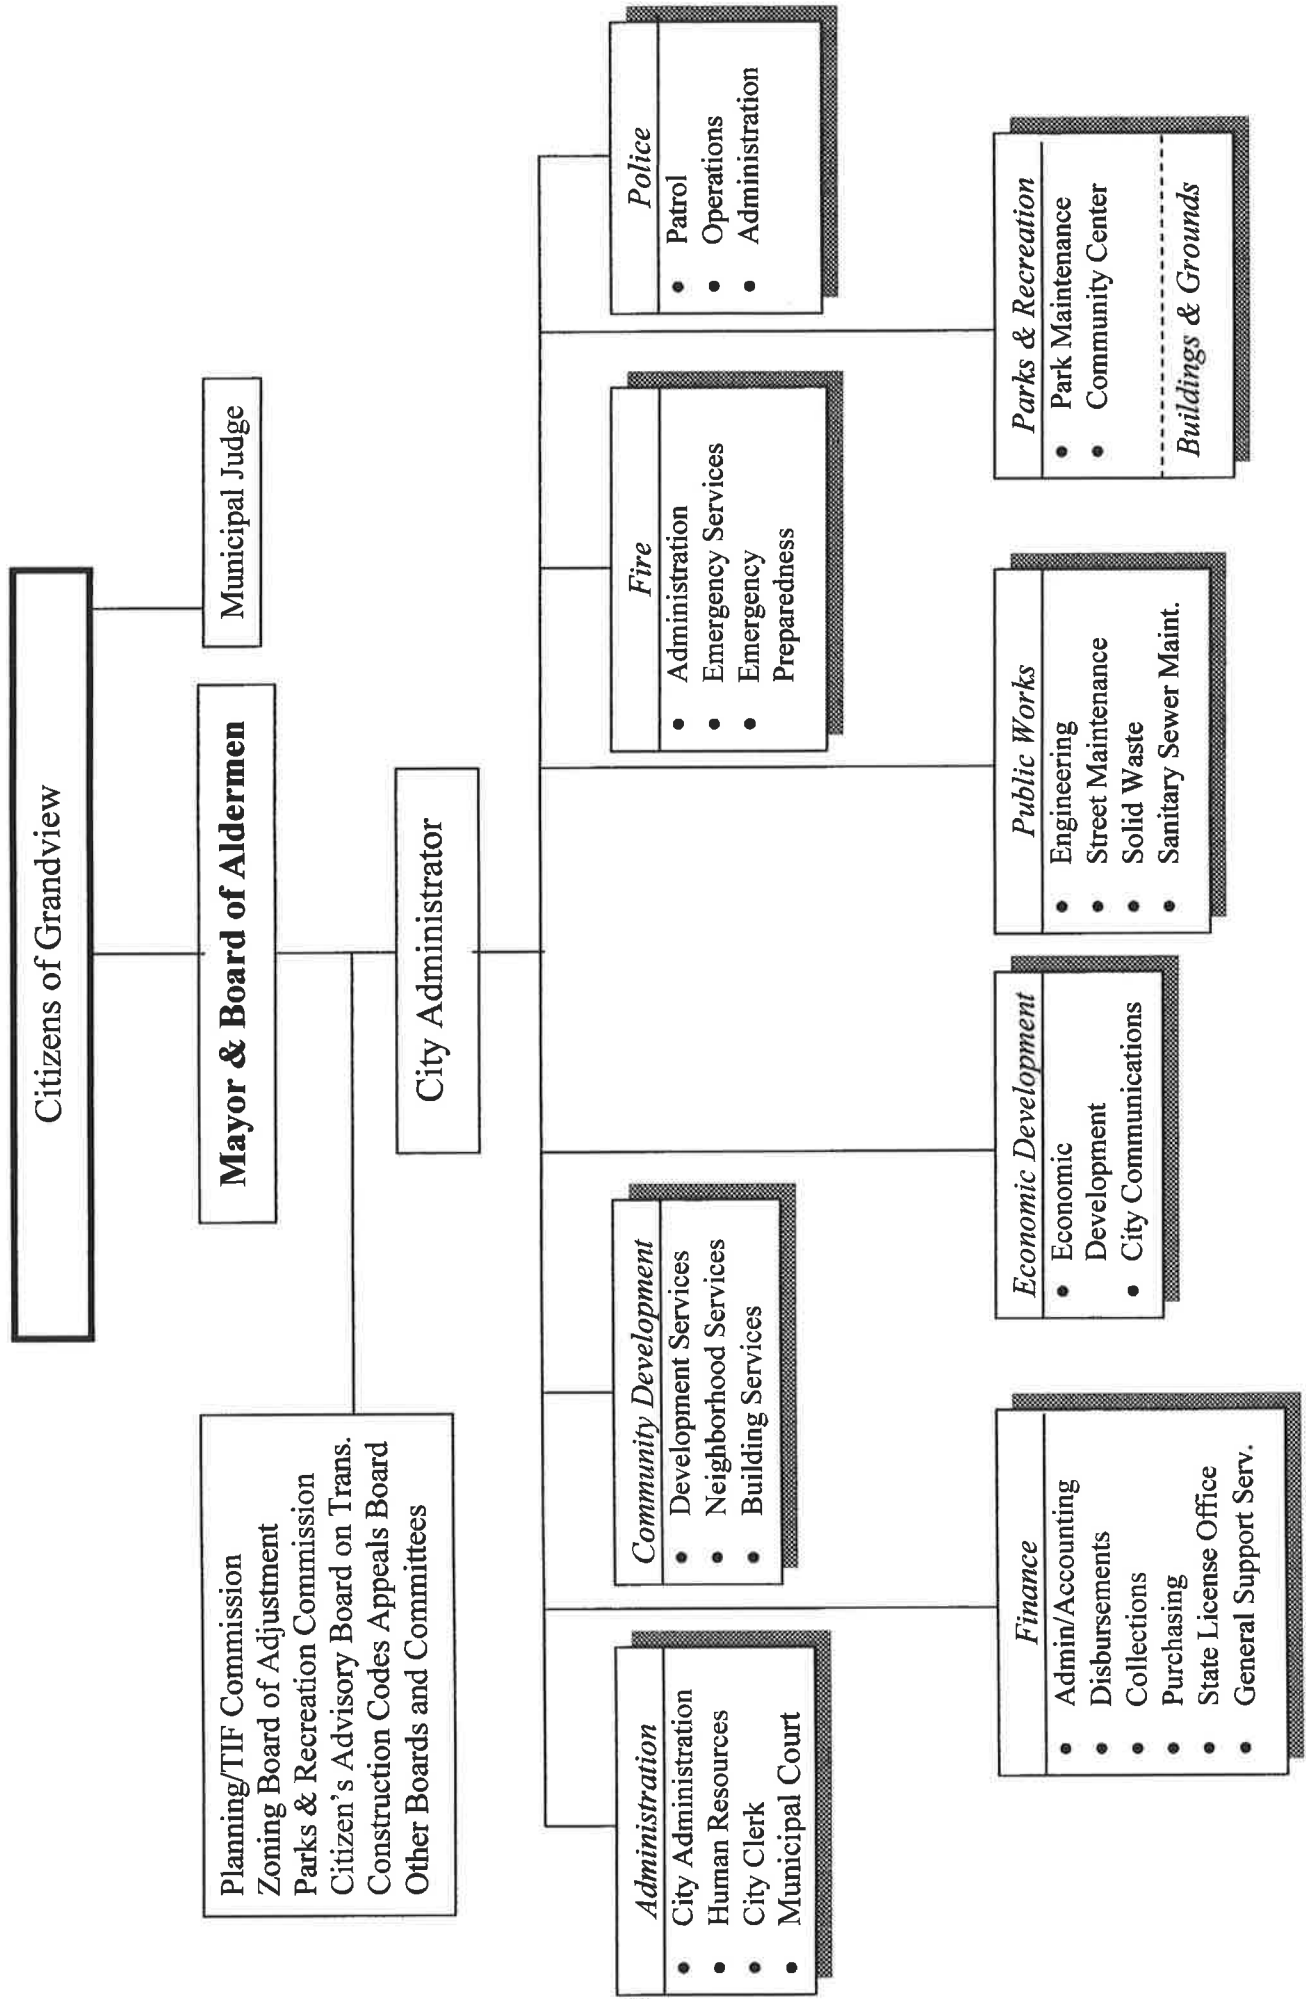 Citizens of Grandview
Mayor & Board of Aldermen
Municipal Judge
Planning/TIF Commission
Zoning Board of Adjustment
Parks & Recreation Commission
Citizen's Advisory Board on Trans.
Construction Codes Appeals Board
Other Boards and Committees
City Administrator
Administration
• City Administration
• Human Resources
• City Clerk
• Municipal Court
Community Development
• Development Services
• Neighborhood Services
• Building Services
Fire
• Administration
• Emergency Services
• Emergency
Preparedness
Police
• Patrol
• Operations
• Administration
Finance
• Admin/Accounting
• Disbursements
• Collections
• Purchasing
• State License Office
• General Support Serv.
Economic Development
• Economic
Development
• City Communications
Public Works
• Engineering
• Street Maintenance
• Solid Waste
• Sanitary Sewer Maint.
Parks & Recreation
• Park Maintenance
• Community Center
Buildings & Grounds